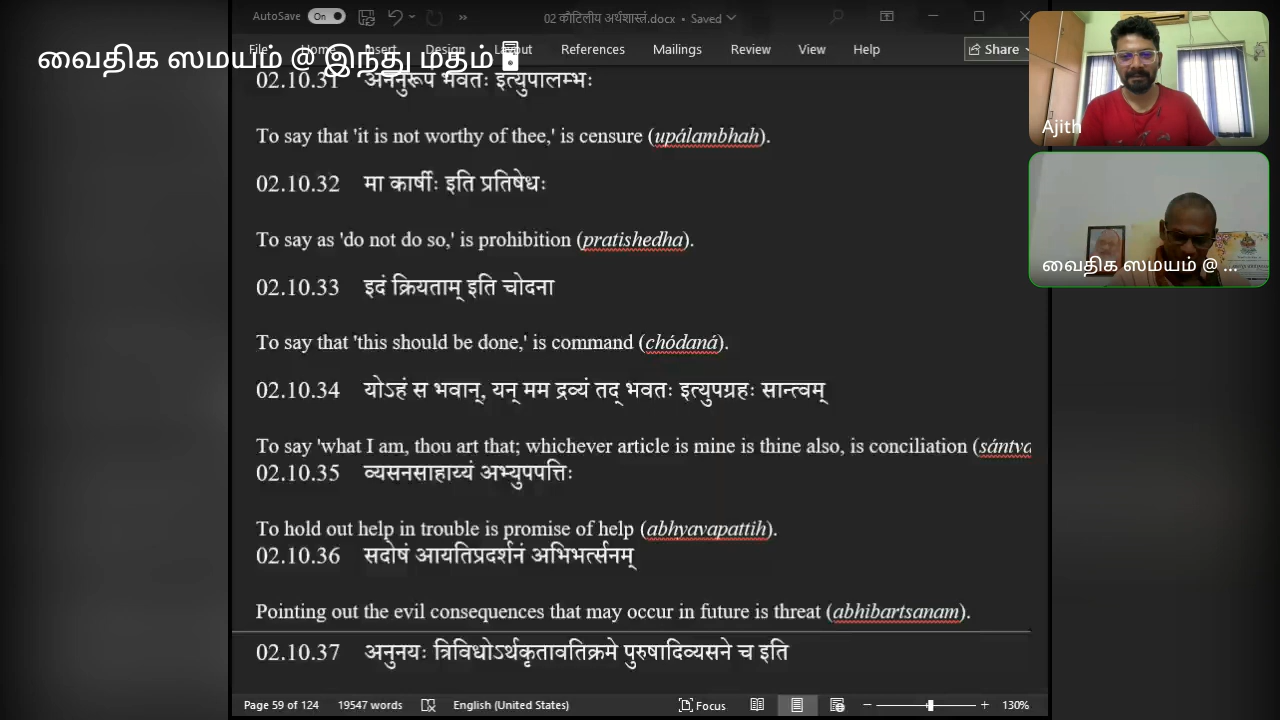 AutoSave On 02 कौटिलीय अर्थशास्त्रं.docx • Saved
வைதிக ஸமயம் @ இந்து மதம்
File Home Insert Design Layout References Mailings Review View Help Share
02.10.31 अननुरूपं भवतः इत्युपालम्भः
To say that 'it is not worthy of thee,' is censure (upálambhah).
02.10.32 मा कार्षीः इति प्रतिषेधः
To say as 'do not do so,' is prohibition (pratishedha).
02.10.33 इदं क्रियताम् इति चोदना
To say that 'this should be done,' is command (chódaná).
02.10.34 योऽहं स भवान्, यन् मम द्रव्यं तद् भवतः इत्युपग्रहः सान्त्वम्
To say 'what I am, thou art that; whichever article is mine is thine also, is conciliation (sántva
02.10.35 व्यसनसाहाय्यं अभ्युपपत्तिः
To hold out help in trouble is promise of help (abhyavapattih).
02.10.36 सदोषं आयतिप्रदर्शनं अभिभर्त्सनम्
Pointing out the evil consequences that may occur in future is threat (abhibartsanam).
02.10.37 अनुनयः त्रिविधोऽर्थकृतावतिक्रमे पुरुषादिव्यसने च इति
Page 59 of 124 19547 words English (United States) Focus 130%
Ajith
வைதிக ஸமயம் @ ...